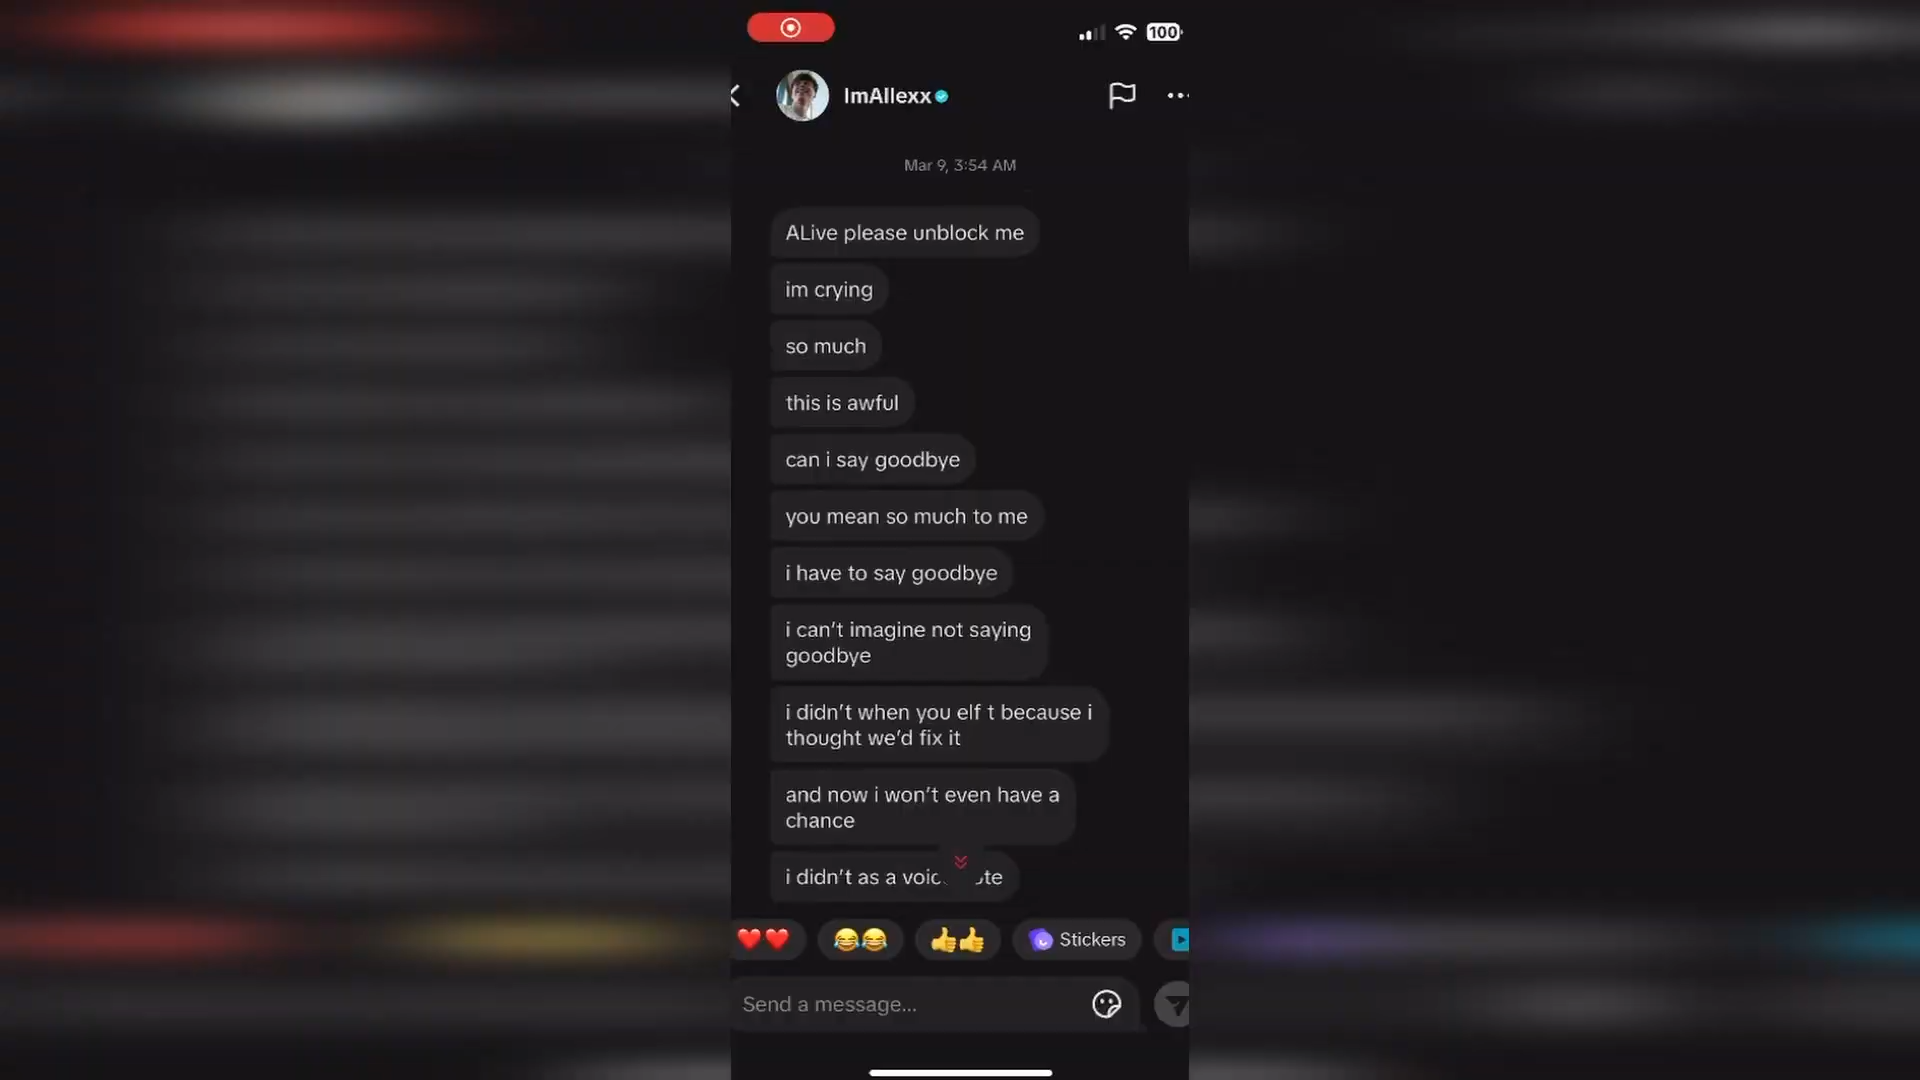 100
ImAllexx
Mar 9, 3:54 AM
ALive please unblock me
im crying
so much
this is awful
can i say goodbye
you mean so much to me
i have to say goodbye
i can't imagine not saying
goodbye
i didn't when you elf t because i
thought we'd fix it
and now i won't even have a
chance
i didn't as a
Stickers
Send a message...